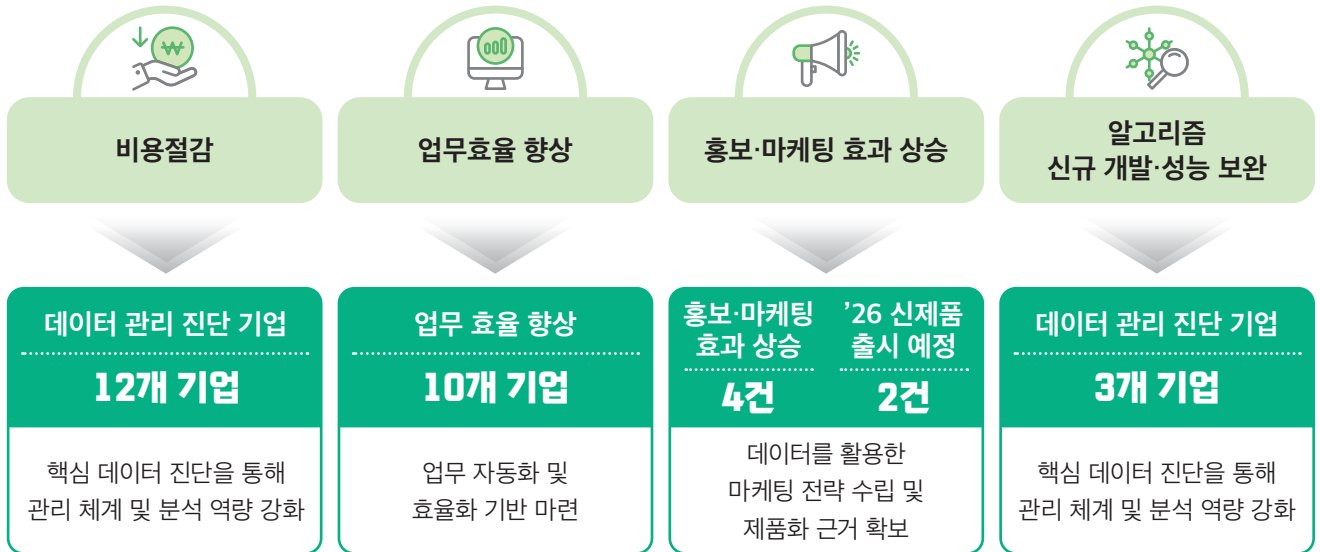 비용절감
데이터 관리 진단 기업
12개 기업
핵심 데이터 진단을 통해
관리 체계 및 분석 역량 강화
업무효율 향상
업무 효율 향상
10개 기업
업무 자동화 및
효율화 기반 마련
홍보·마케팅 효과 상승
홍보·마케팅
효과 상승
4건
’26 신제품
출시 예정
2건
데이터를 활용한
마케팅 전략 수립 및
제품화 근거 확보
알고리즘
신규 개발·성능 보완
데이터 관리 진단 기업
3개 기업
핵심 데이터 진단을 통해
관리 체계 및 분석 역량 강화